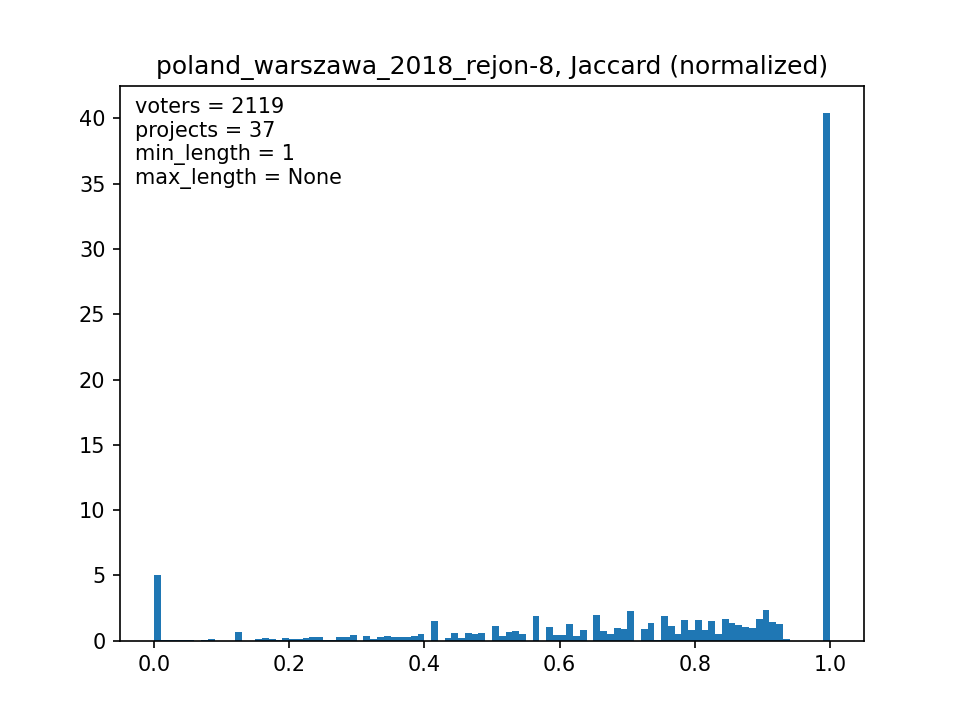 poland_warszawa_2018_rejon-8, Jaccard (normalized)
voters = 2119
projects = 37
min_length = 1
max_length = None
40
35
30
25
20
15
10
5
0
0.0 0.2 0.4 0.6 0.8 1.0